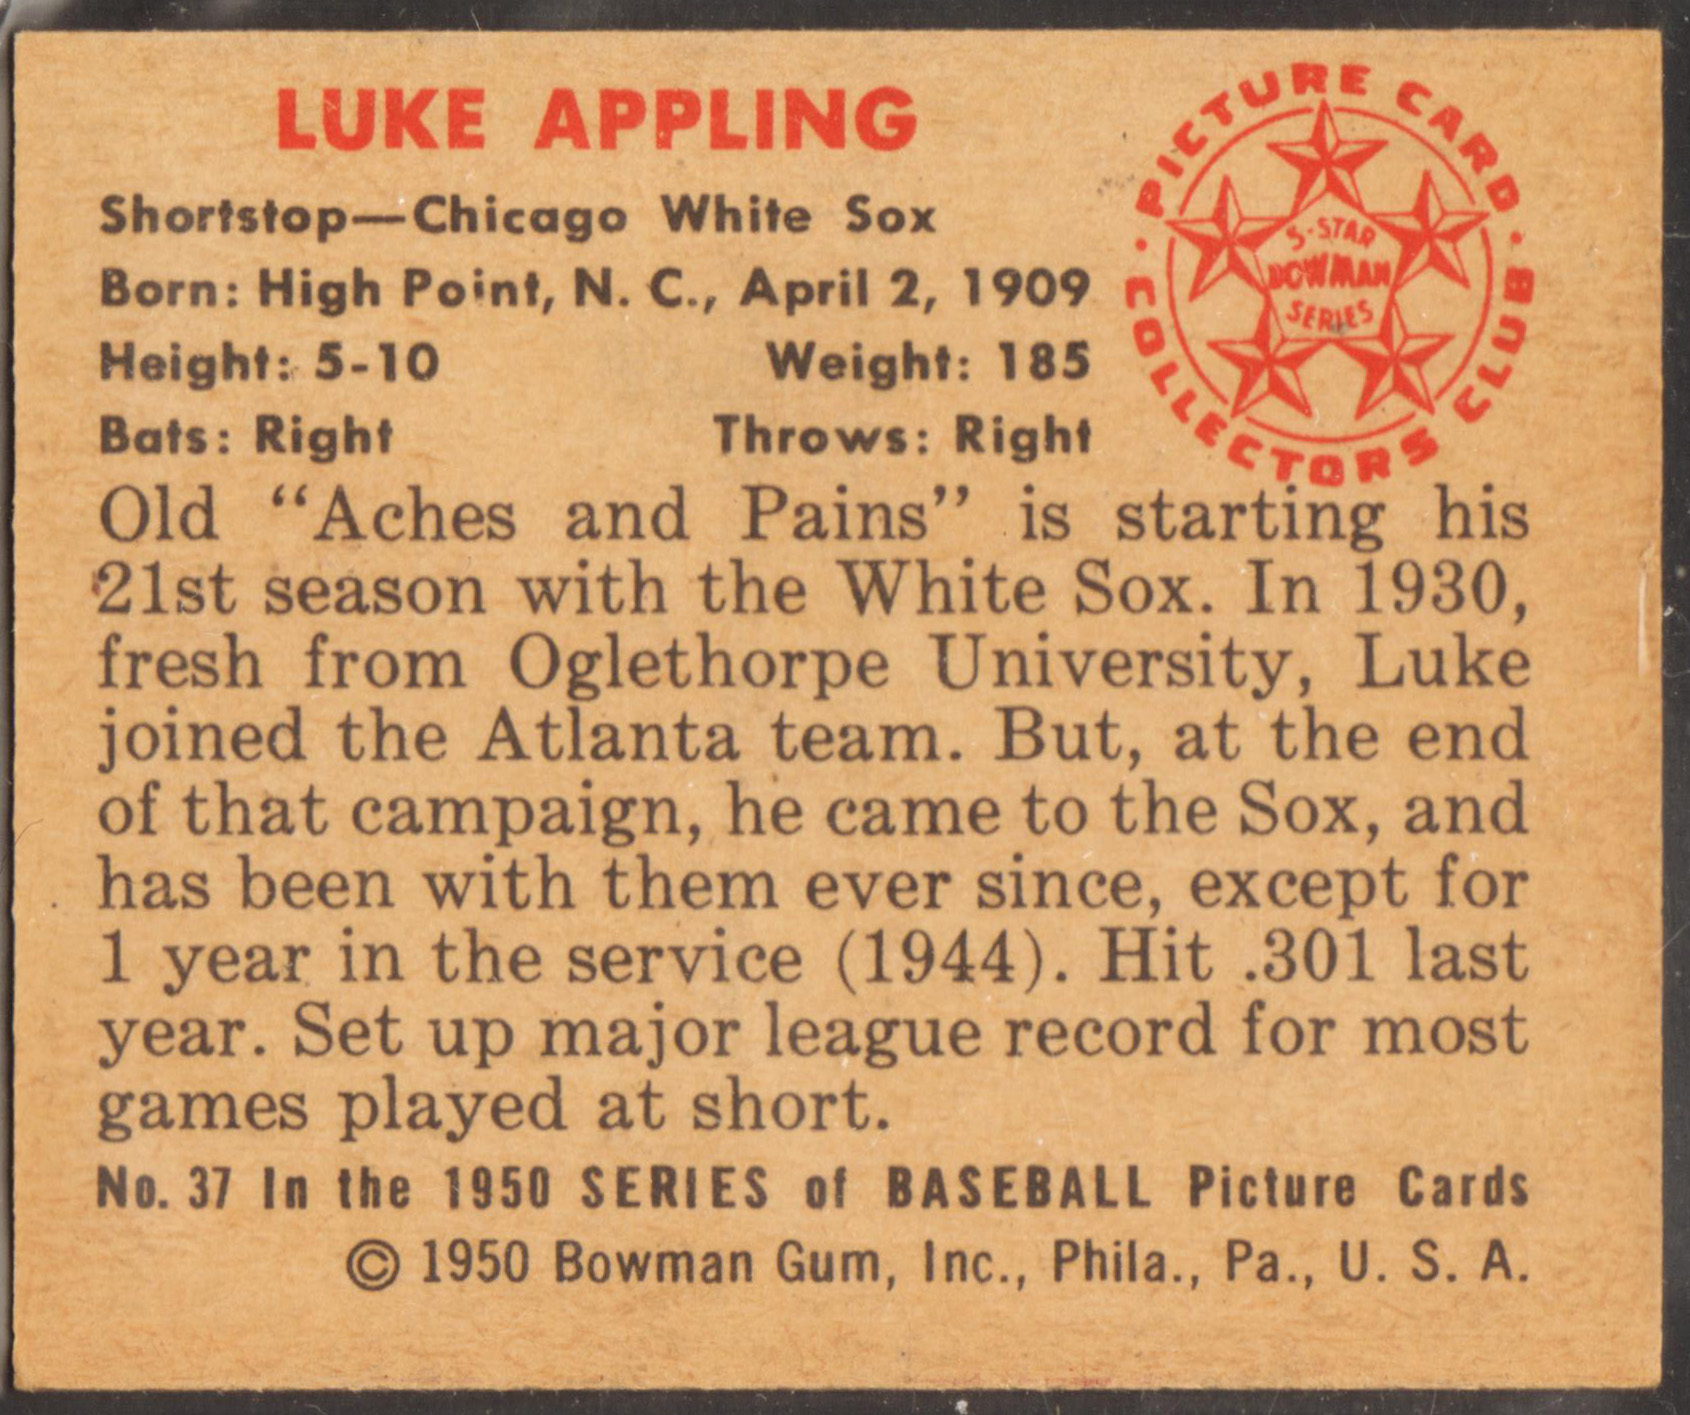 LUKE APPLING
PICTURE CARD
COLLECTORS CLUB
5-STAR
BOWMAN
SERIES
Shortstop—Chicago White Sox
Born: High Point, N. C., April 2, 1909
Height: 5-10 Weight: 185
Bats: Right Throws: Right
Old “Aches and Pains” is starting his
21st season with the White Sox. In 1930,
fresh from Oglethorpe University, Luke
joined the Atlanta team. But, at the end
of that campaign, he came to the Sox, and
has been with them ever since, except for
1 year in the service (1944). Hit .301 last
year. Set up major league record for most
games played at short.
No. 37 In the 1950 SERIES of BASEBALL Picture Cards
© 1950 Bowman Gum, Inc., Phila., Pa., U. S. A.